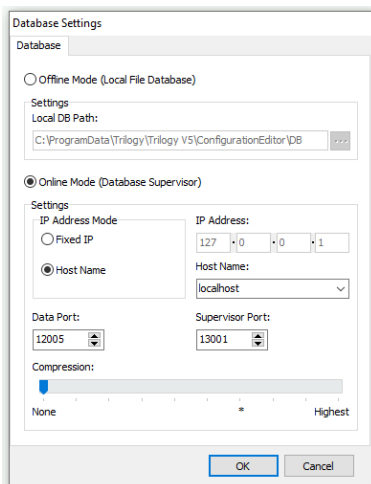 Database Settings
Database
Offline Mode (Local File Database)
Settings
Local DB Path:
C:\ProgramData\Trilogy\Trilogy V5\ConfigurationEditor\DB ...
Online Mode (Database Supervisor)
Settings
IP Address Mode
Fixed IP
Host Name
IP Address:
127 . 0 . 0 . 1
Host Name:
localhost
Data Port:
12005
Supervisor Port:
13001
Compression:
None * Highest
OK Cancel